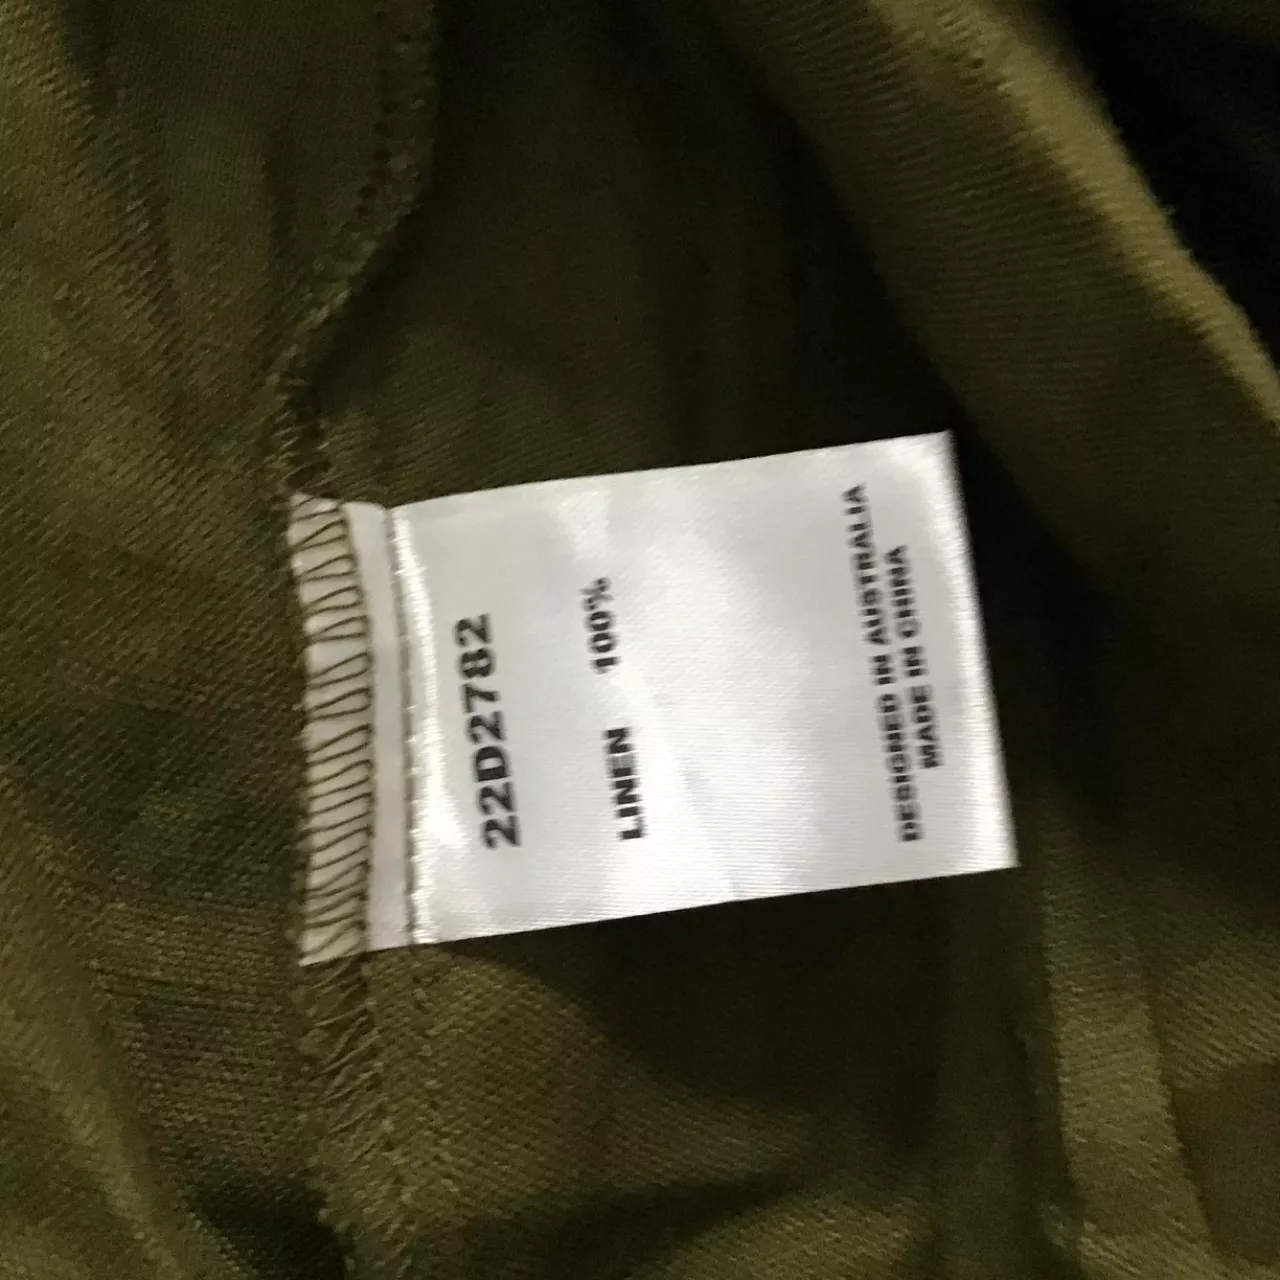 22D2782
LINEN 100%
DESIGNED IN AUSTRALIA
MADE IN CHINA